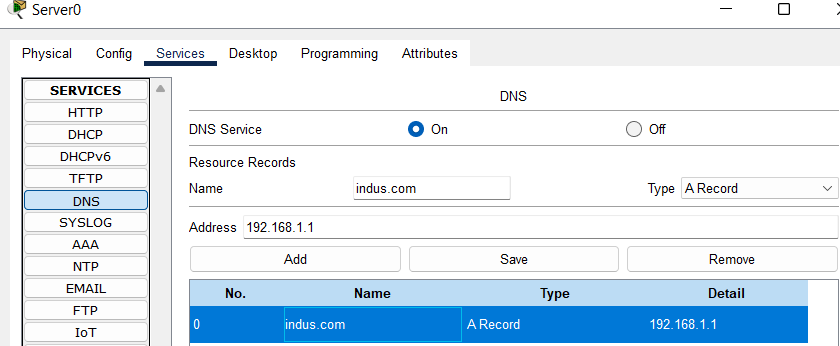 Server0
Physical Config Services Desktop Programming Attributes
SERVICES
HTTP
DHCP
DHCPv6
TFTP
DNS
SYSLOG
AAA
NTP
EMAIL
FTP
IoT
DNS
DNS Service On Off
Resource Records
Name indus.com Type A Record
Address 192.168.1.1
Add Save Remove
No. Name Type Detail
0 indus.com A Record 192.168.1.1